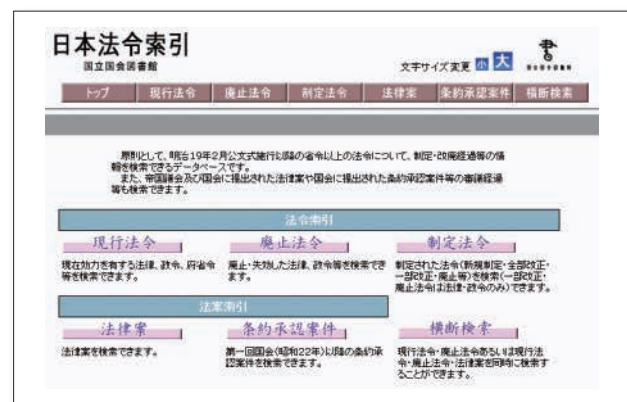 日本法令索引
国立国会図書館
文字サイズ変更 小 大
トップ 現行法令 廃止法令 制定法令 法律案 条約承認案件 横断検索
原則として、明治19年2月公文式施行以降の省令以上の法令について、制定・改廃経過等の情
報を検索できるデータベースです。
また、帝国議会及び国会に提出された法律案や国会に提出された条約承認案件等の審議経過
等も検索できます。
法令索引
現行法令 廃止法令 制定法令
現在効力を有する法律、政令、府省令
等を検索できます。
廃止・失効した法律、政令等を検索でき
ます。
制定された法令(新規制定・全部改正・
一部改正・廃止等)を検索(一部改正・
廃止法令は法律・政令のみ)できます。
法案索引
法律案 条約承認案件 横断検索
法律案を検索できます。
第一回国会(昭和22年)以降の条約承
認案件を検索できます。
現行法令・廃止法令あるいは現行法
令・廃止法令・法律案を同時に検索す
ることができます。